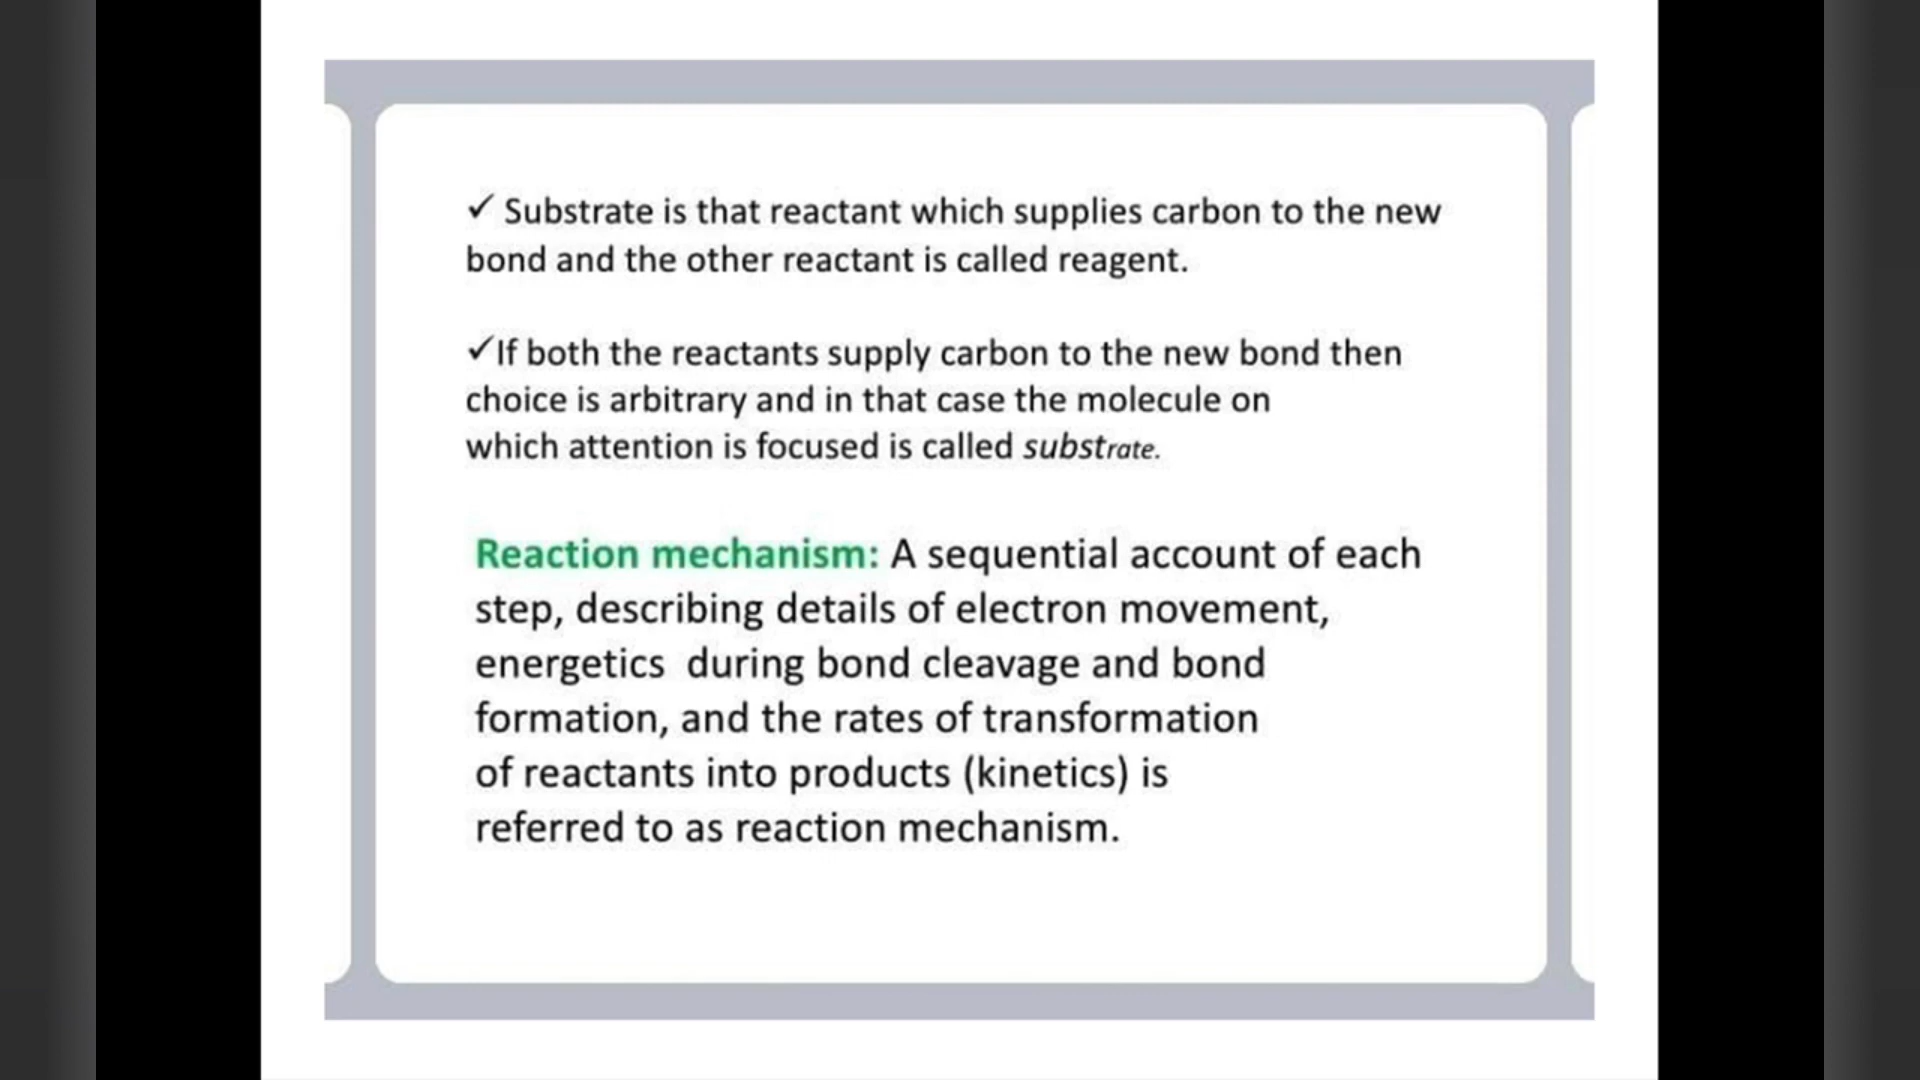 ✓ Substrate is that reactant which supplies carbon to the new
bond and the other reactant is called reagent.
✓If both the reactants supply carbon to the new bond then
choice is arbitrary and in that case the molecule on
which attention is focused is called substrate.
Reaction mechanism: A sequential account of each
step, describing details of electron movement,
energetics  during bond cleavage and bond
formation, and the rates of transformation
of reactants into products (kinetics) is
referred to as reaction mechanism.